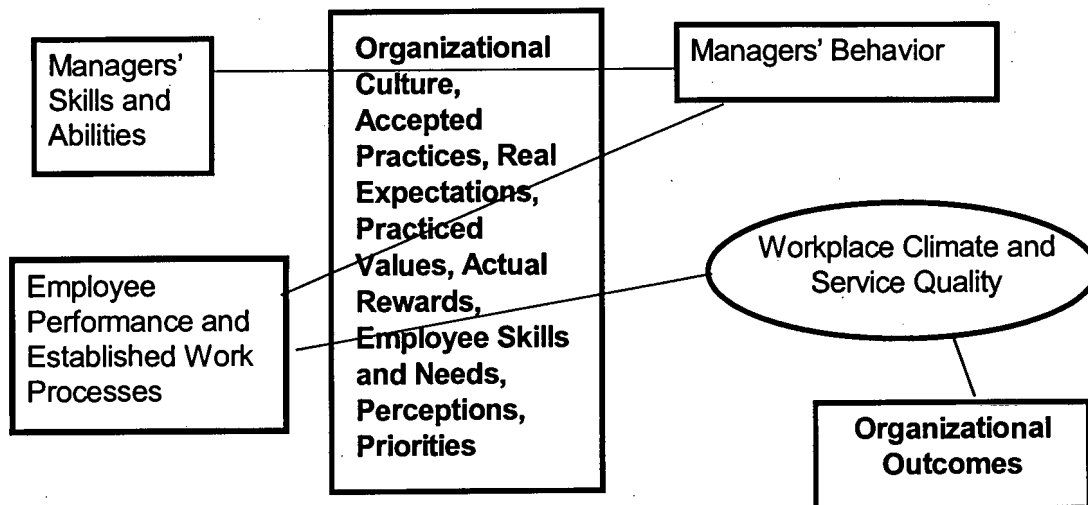 Managers'
Skills and
Abilities
Organizational
Culture,
Accepted
Practices, Real
Expectations,
Practiced
Values, Actual
Rewards,
Employee Skills
and Needs,
Perceptions,
Priorities
Managers' Behavior
Employee
Performance and
Established Work
Processes
Workplace Climate and
Service Quality
Organizational
Outcomes